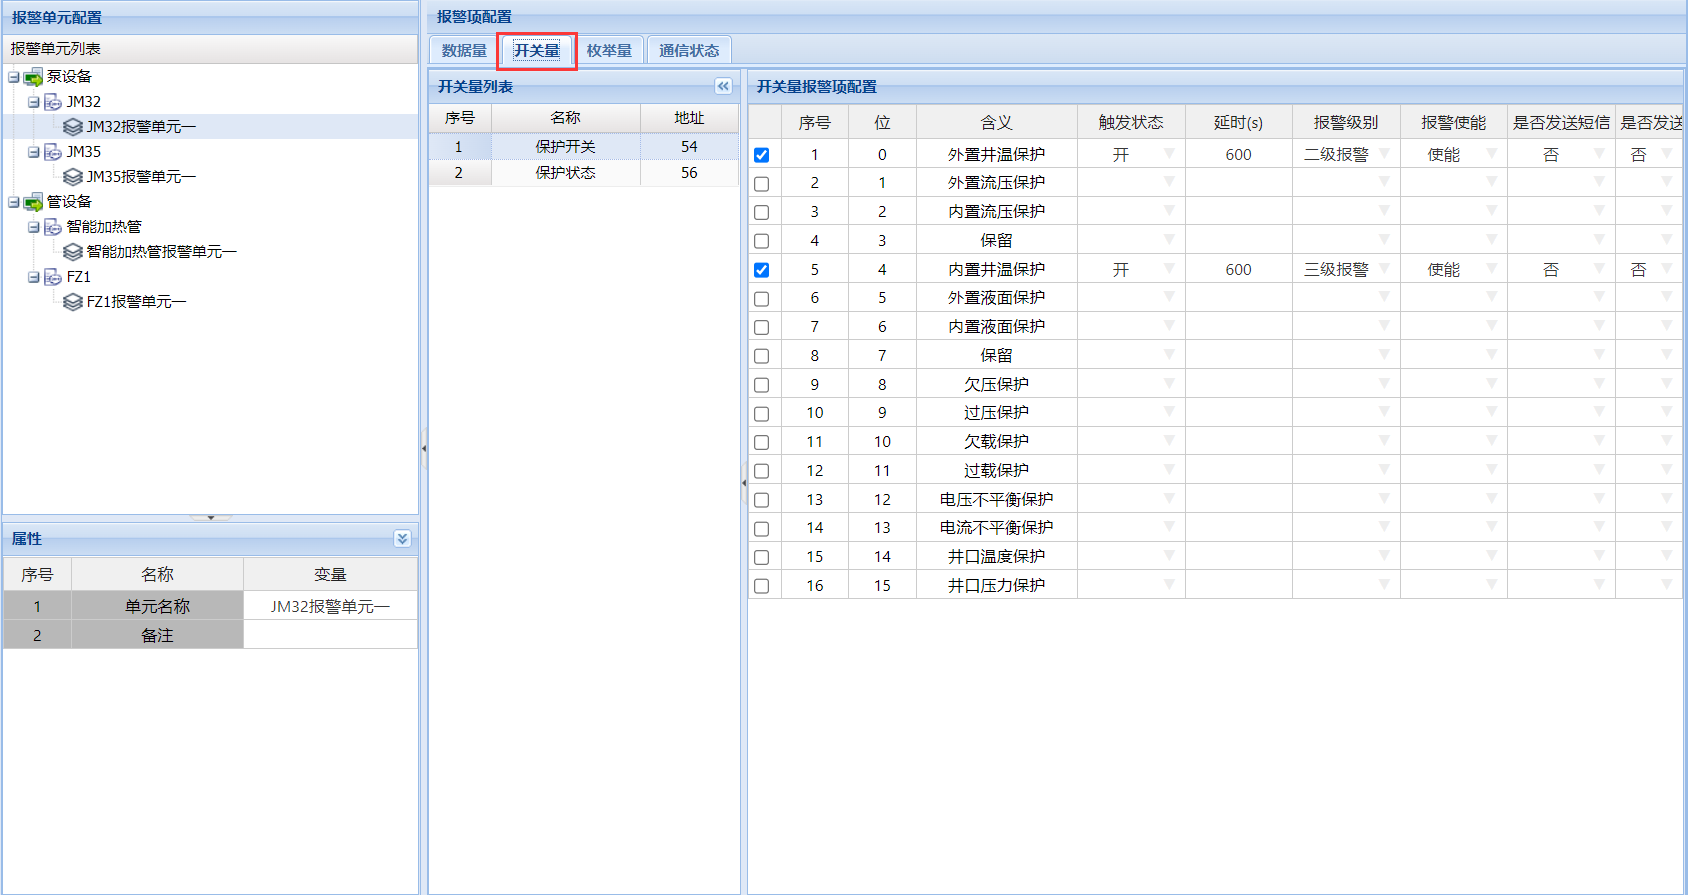 报警单元配置
报警单元列表
泵设备
JM32
JM32报警单元一
JM35
JM35报警单元一
管设备
智能加热管
智能加热管报警单元一
FZ1
FZ1报警单元一
属性
序号 名称 变量
1 单元名称 JM32报警单元一
2 备注
报警项配置
数据量 开关量 枚举量 通信状态
开关量列表
序号 名称 地址
1 保护开关 54
2 保护状态 56
开关量报警项配置
序号 位 含义 触发状态 延时(s) 报警级别 报警使能 是否发送短信 是否发送
1 0 外置井温保护 开 600 二级报警 使能 否 否
2 1 外置流压保护
3 2 内置流压保护
4 3 保留
5 4 内置井温保护 开 600 三级报警 使能 否 否
6 5 外置液面保护
7 6 内置液面保护
8 7 保留
9 8 欠压保护
10 9 过压保护
11 10 欠载保护
12 11 过载保护
13 12 电压不平衡保护
14 13 电流不平衡保护
15 14 井口温度保护
16 15 井口压力保护